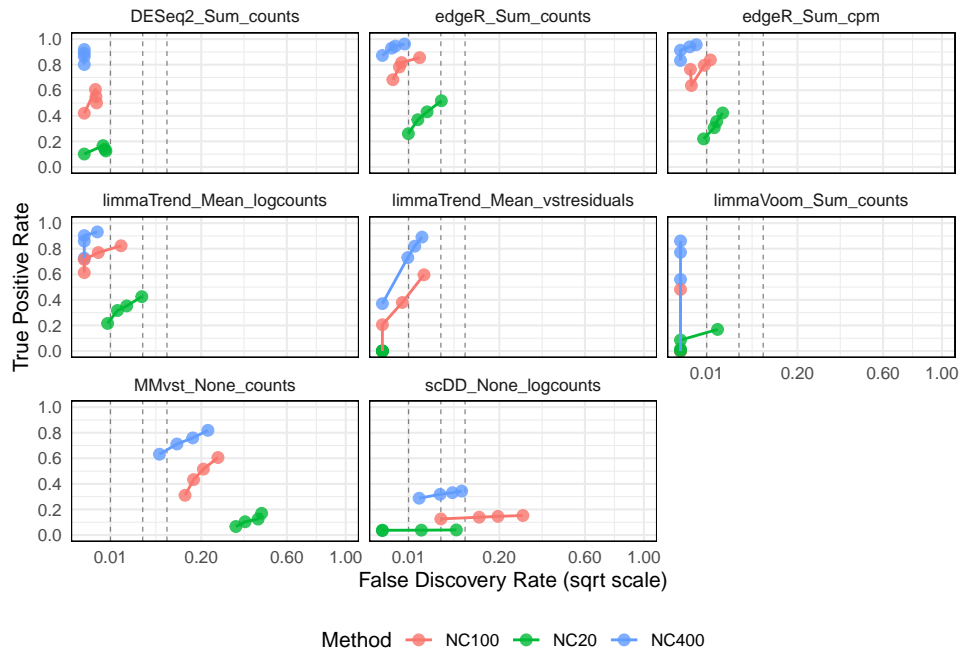 DESeq2_Sum_counts edgeR_Sum_counts edgeR_Sum_cpm
1.0
0.8
0.6
0.4
0.2
0.0
limmaTrend_Mean_logcounts limmaTrend_Mean_vstresiduals limmaVoom_Sum_counts
1.0
0.8
0.6
0.4
0.2
0.0
True Positive Rate
0.01 0.20 0.60 1.00
MMvst_None_counts scDD_None_logcounts
1.0
0.8
0.6
0.4
0.2
0.0
0.01 0.20 0.60 1.00 0.01 0.20 0.60 1.00
False Discovery Rate (sqrt scale)
Method NC100 NC20 NC400